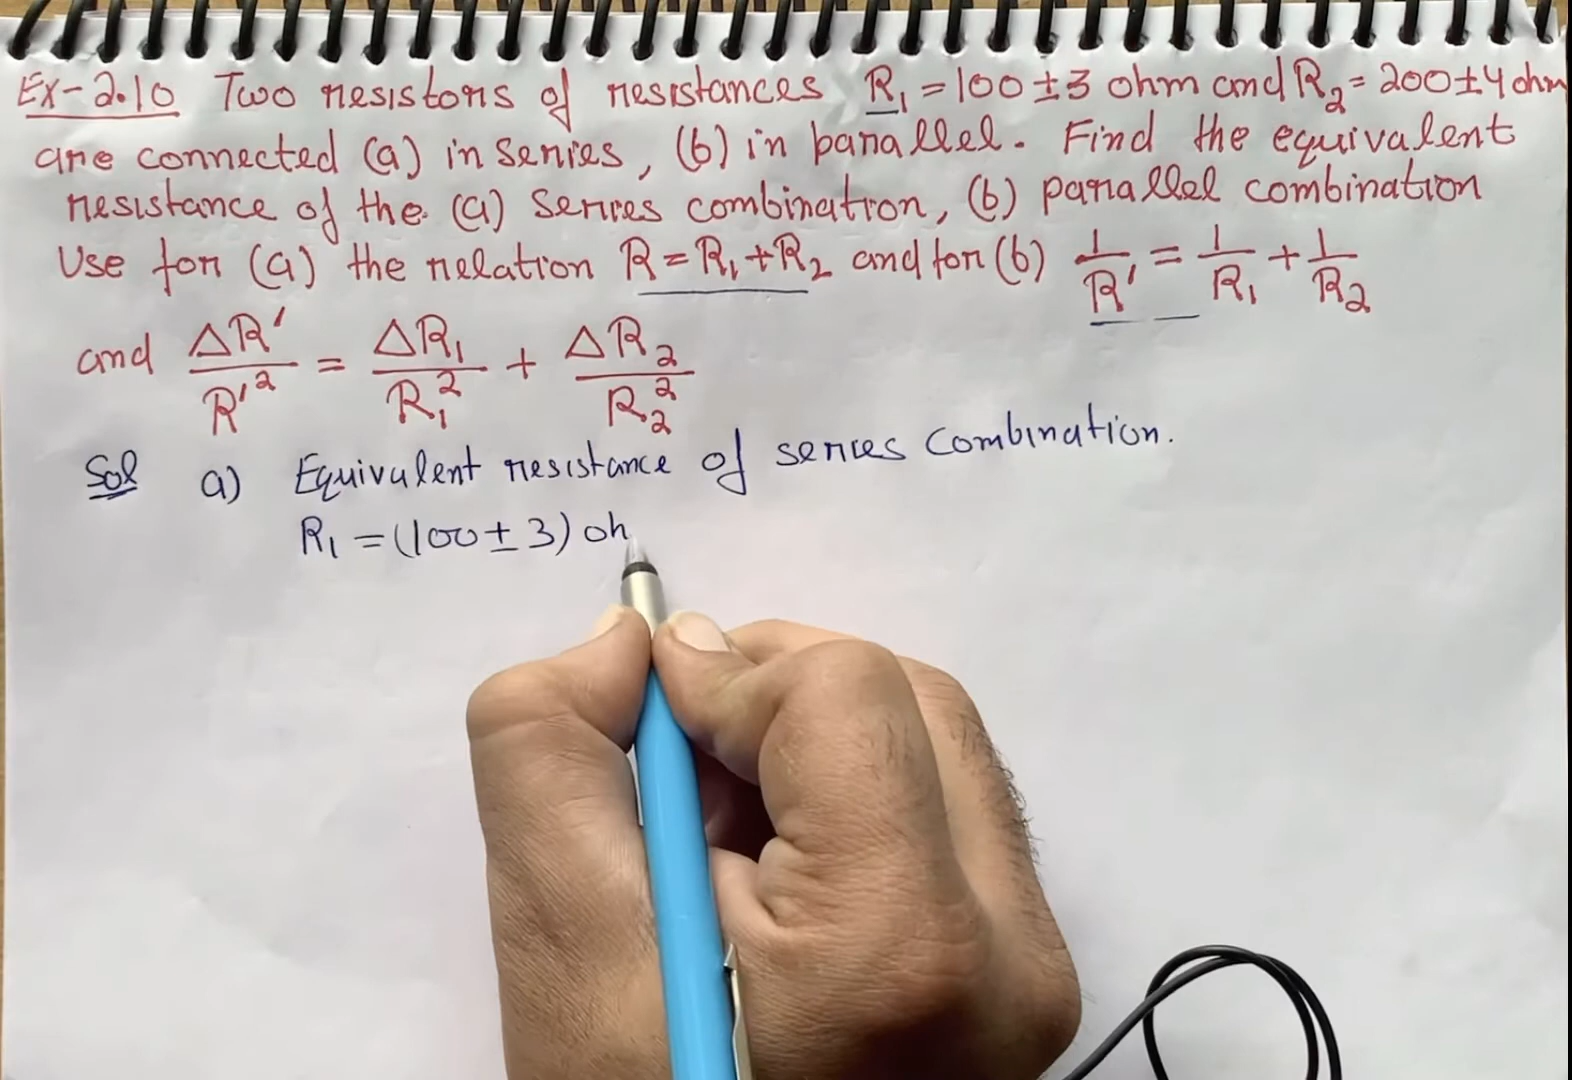 Ex-2.10 Two resistors of resistances R₁ = 100 ± 3 ohm and R₂ = 200 ± 4 ohm
are connected (a) in series, (b) in parallel. Find the equivalent
resistance of the (a) Series combination, (b) parallel combination
Use for (a) the relation R = R₁ + R₂ and for (b) 1/R' = 1/R₁ + 1/R₂
and ΔR'/R'² = ΔR₁/R₁² + ΔR₂/R₂²
Sol a) Equivalent resistance of series combination.
R₁ = (100 ± 3) oh